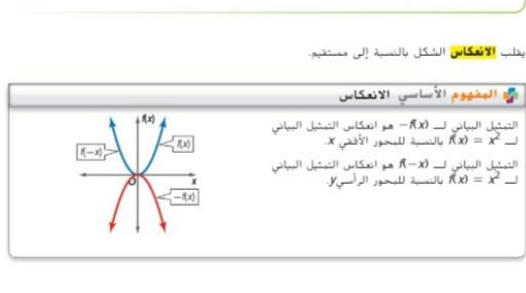 يقلب الانعكاس الشكل بالنسبة إلى مستقيم.
المفهوم الأساسي الانعكاس
التمثيل البياني لـ −f(x) هو انعكاس التمثيل البياني
لـ f(x) = x² بالنسبة للمحور الأفقي x.
التمثيل البياني لـ f(−x) هو انعكاس التمثيل البياني
لـ f(x) = x² بالنسبة للمحور الرأسي y.
f(x)
f(−x)
f(x)
O
x
−f(x)